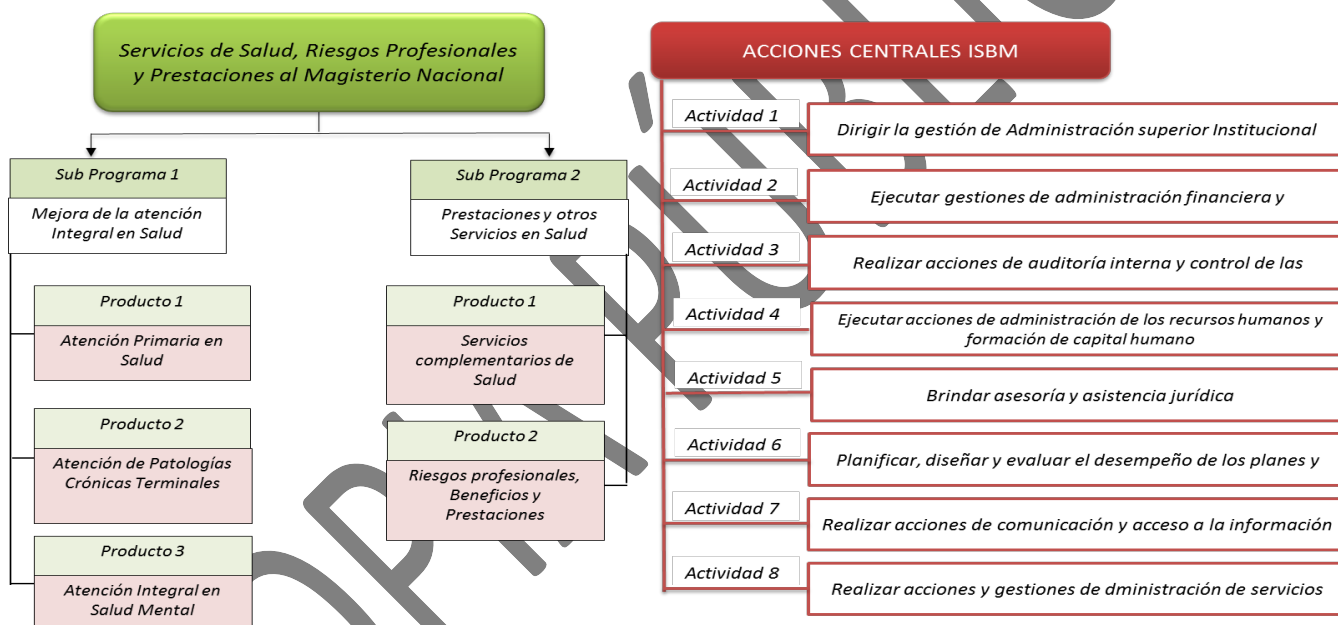 Servicios de Salud, Riesgos Profesionales
y Prestaciones al Magisterio Nacional
Sub Programa 1
Mejora de la atención
Integral en Salud
Producto 1
Atención Primaria en
Salud
Producto 2
Atención de Patologías
Crónicas Terminales
Producto 3
Atención Integral en
Salud Mental
Sub Programa 2
Prestaciones y otros
Servicios en Salud
Producto 1
Servicios
complementarios de
Salud
Producto 2
Riesgos profesionales,
Beneficios y
Prestaciones
ACCIONES CENTRALES ISBM
Actividad 1
Dirigir la gestión de Administración superior Institucional
Actividad 2
Ejecutar gestiones de administración financiera y
Actividad 3
Realizar acciones de auditoría interna y control de las
Actividad 4
Ejecutar acciones de administración de los recursos humanos y
formación de capital humano
Actividad 5
Brindar asesoría y asistencia jurídica
Actividad 6
Planificar, diseñar y evaluar el desempeño de los planes y
Actividad 7
Realizar acciones de comunicación y acceso a la información
Actividad 8
Realizar acciones y gestiones de dministración de servicios